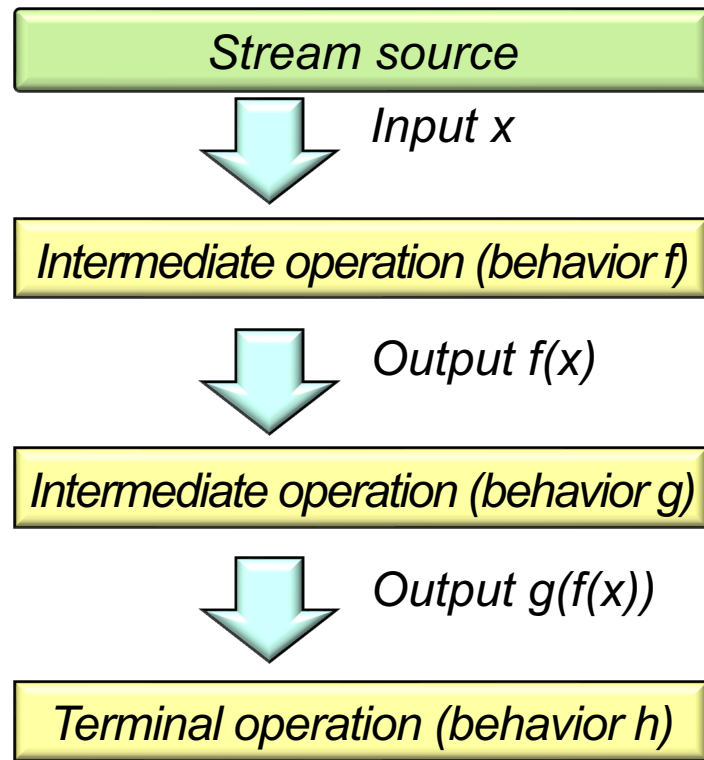 Stream source
Input x
Intermediate operation (behavior f)
Output f(x)
Intermediate operation (behavior g)
Output g(f(x))
Terminal operation (behavior h)